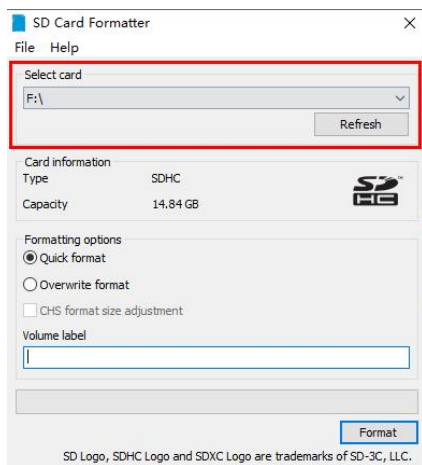 SD Card Formatter
File Help
Select card
F:\
Refresh
Card information
Type SDHC
Capacity 14.84 GB
SD HC
Formatting options
Quick format
Overwrite format
CHS format size adjustment
Volume label
Format
SD Logo, SDHC Logo and SDXC Logo are trademarks of SD-3C, LLC.